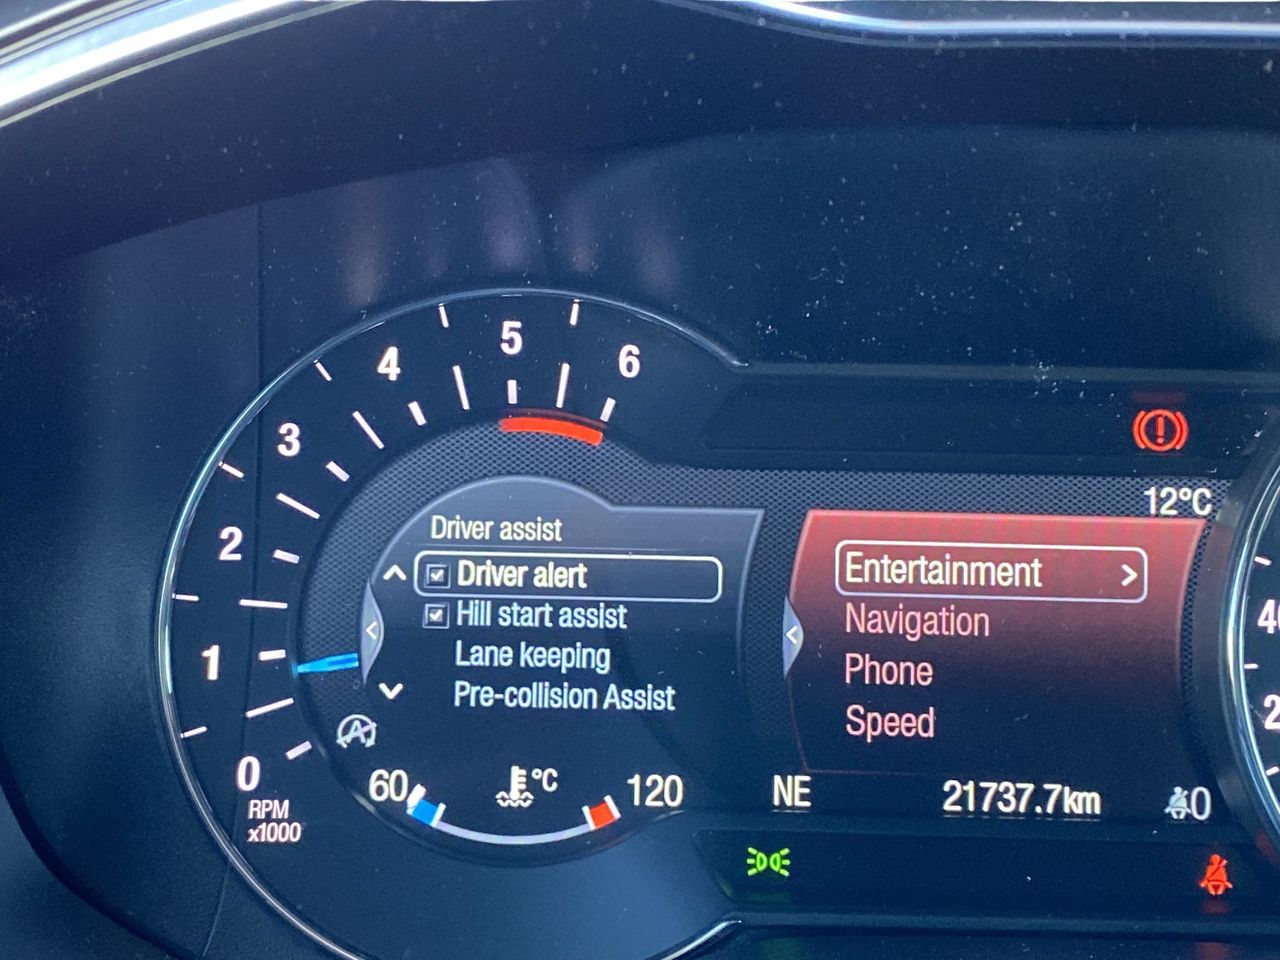 5
4
6
3
2
1
0
RPM
x1000
12°C
Driver assist
Driver alert
Hill start assist
Lane keeping
Pre-collision Assist
Entertainment >
Navigation
Phone
Speed
A
60
°C
120
NE
21737.7km
0